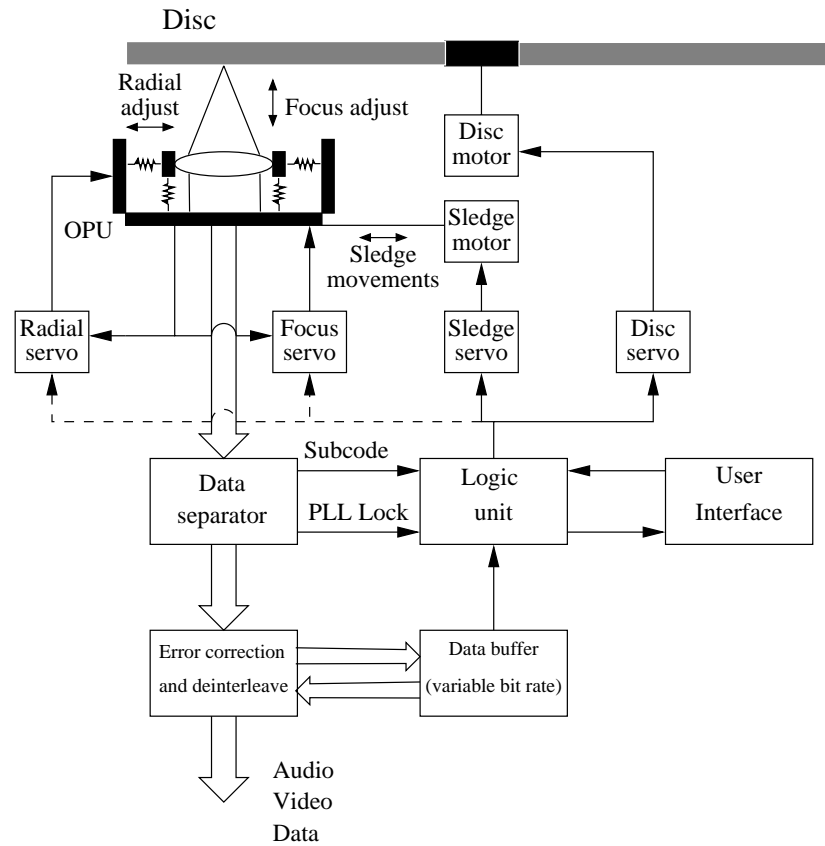 Disc
Radial
adjust
Focus adjust
Disc
motor
OPU
Sledge
motor
Sledge
movements
Radial
servo
Focus
servo
Sledge
servo
Disc
servo
Subcode
Data
separator
PLL Lock
Logic
unit
User
Interface
Error correction
and deinterleave
Data buffer
(variable bit rate)
Audio
Video
Data